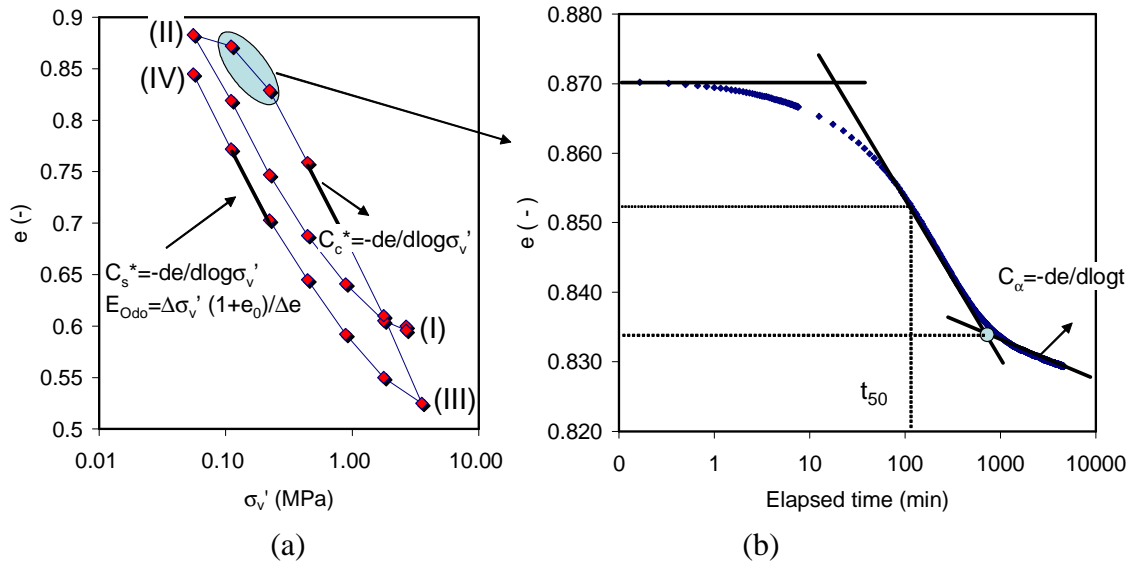 0.9
0.85
0.8
0.75
0.7
0.65
0.6
0.55
0.5
e (-)
(II)
(IV)
C_c*=-de/dlogσ_v'
C_s*=-de/dlogσ_v'
E_Odo=Δσ_v' (1+e_0)/Δe
(I)
(III)
0.01 0.10 1.00 10.00
σ_v' (MPa)
(a)
0.880
0.870
0.860
0.850
0.840
0.830
0.820
e ( - )
C_α=-de/dlogt
t_50
0 1 10 100 1000 10000
Elapsed time (min)
(b)